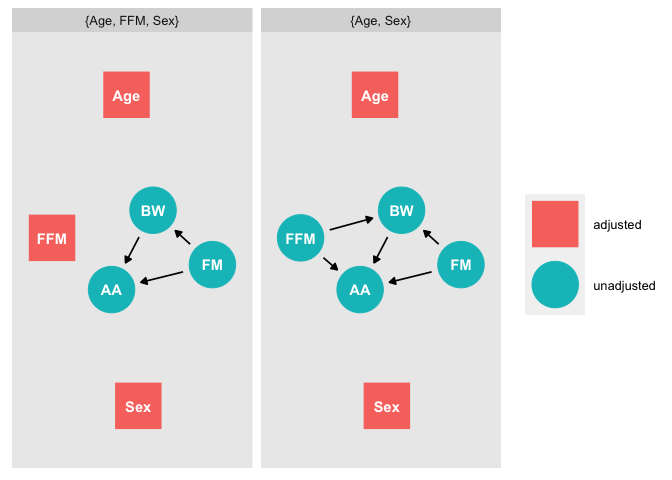 {Age, FFM, Sex}
Age
BW
FFM
FM
AA
Sex
{Age, Sex}
Age
BW
FFM
FM
AA
Sex
adjusted
unadjusted